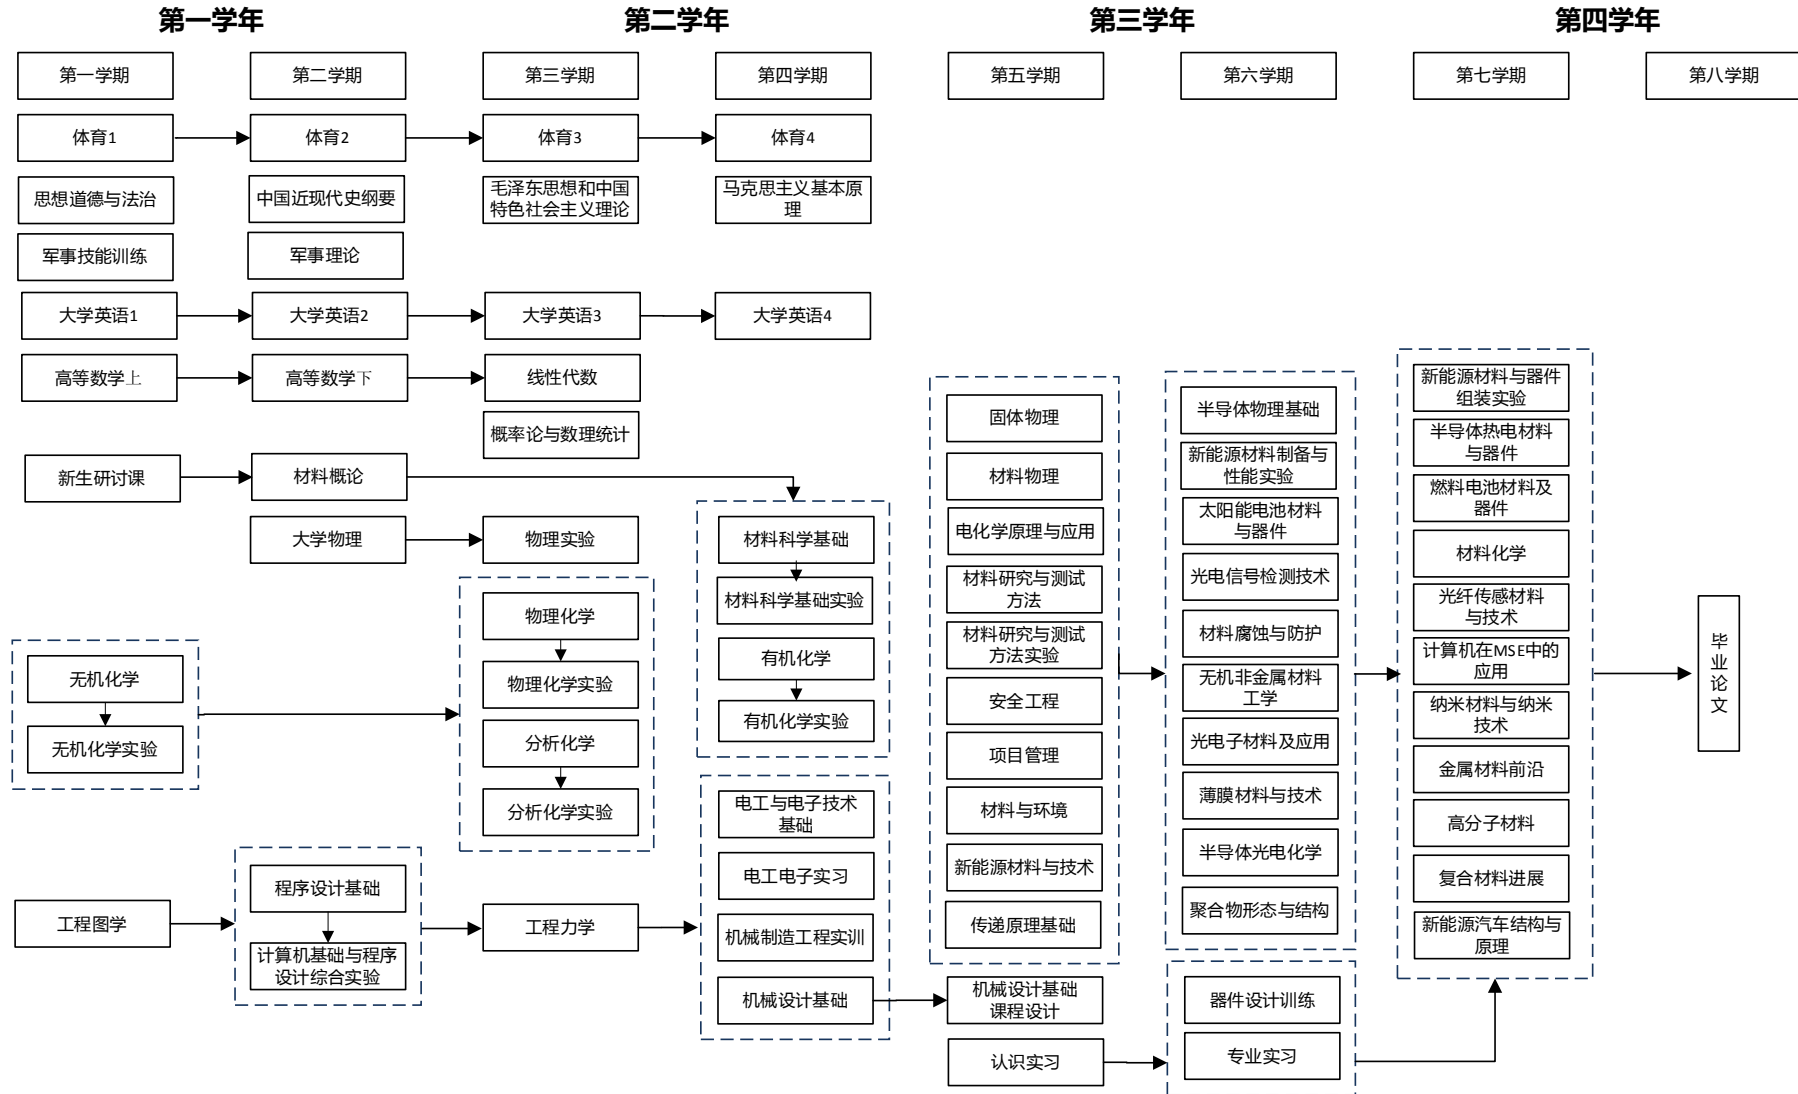 第一学年
第二学年
第三学年
第四学年
第一学期
第二学期
第三学期
第四学期
第五学期
第六学期
第七学期
第八学期
体育1
体育2
体育3
体育4
思想道德与法治
中国近现代史纲要
毛泽东思想和中国
特色社会主义理论
马克思主义基本原
理
军事技能训练
军事理论
大学英语1
大学英语2
大学英语3
大学英语4
高等数学上
高等数学下
线性代数
概率论与数理统计
新生研讨课
材料概论
大学物理
物理实验
无机化学
无机化学实验
物理化学
物理化学实验
分析化学
分析化学实验
材料科学基础
材料科学基础实验
有机化学
有机化学实验
工程图学
程序设计基础
计算机基础与程序
设计综合实验
工程力学
电工与电子技术
基础
电工电子实习
机械制造工程实训
机械设计基础
固体物理
材料物理
电化学原理与应用
材料研究与测试
方法
材料研究与测试
方法实验
安全工程
项目管理
材料与环境
新能源材料与技术
传递原理基础
机械设计基础
课程设计
认识实习
半导体物理基础
新能源材料制备与
性能实验
太阳能电池材料
与器件
光电信号检测技术
材料腐蚀与防护
无机非金属材料
工学
光电子材料及应用
薄膜材料与技术
半导体光电化学
聚合物形态与结构
器件设计训练
专业实习
新能源材料与器件
组装实验
半导体热电材料
与器件
燃料电池材料及
器件
材料化学
光纤传感材料
与技术
计算机在MSE中的
应用
纳米材料与纳米
技术
金属材料前沿
高分子材料
复合材料进展
新能源汽车结构与
原理
毕业论文